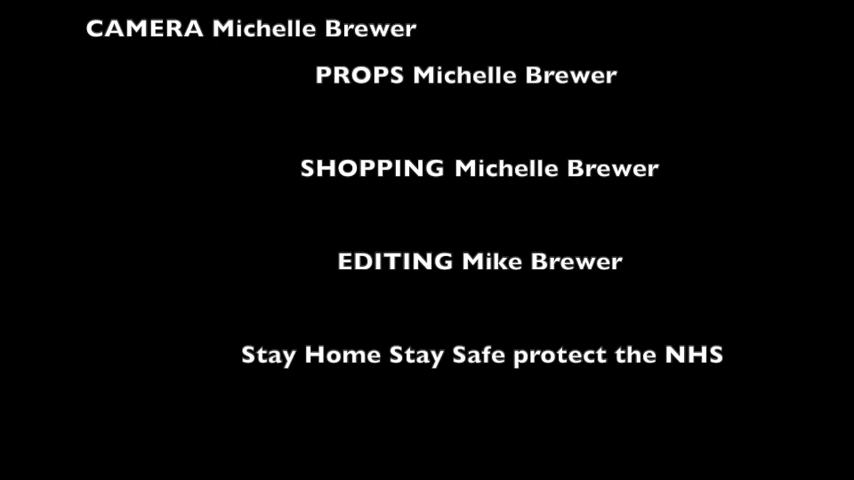 CAMERA Michelle Brewer
PROPS Michelle Brewer
SHOPPING Michelle Brewer
EDITING Mike Brewer
Stay Home Stay Safe protect the NHS